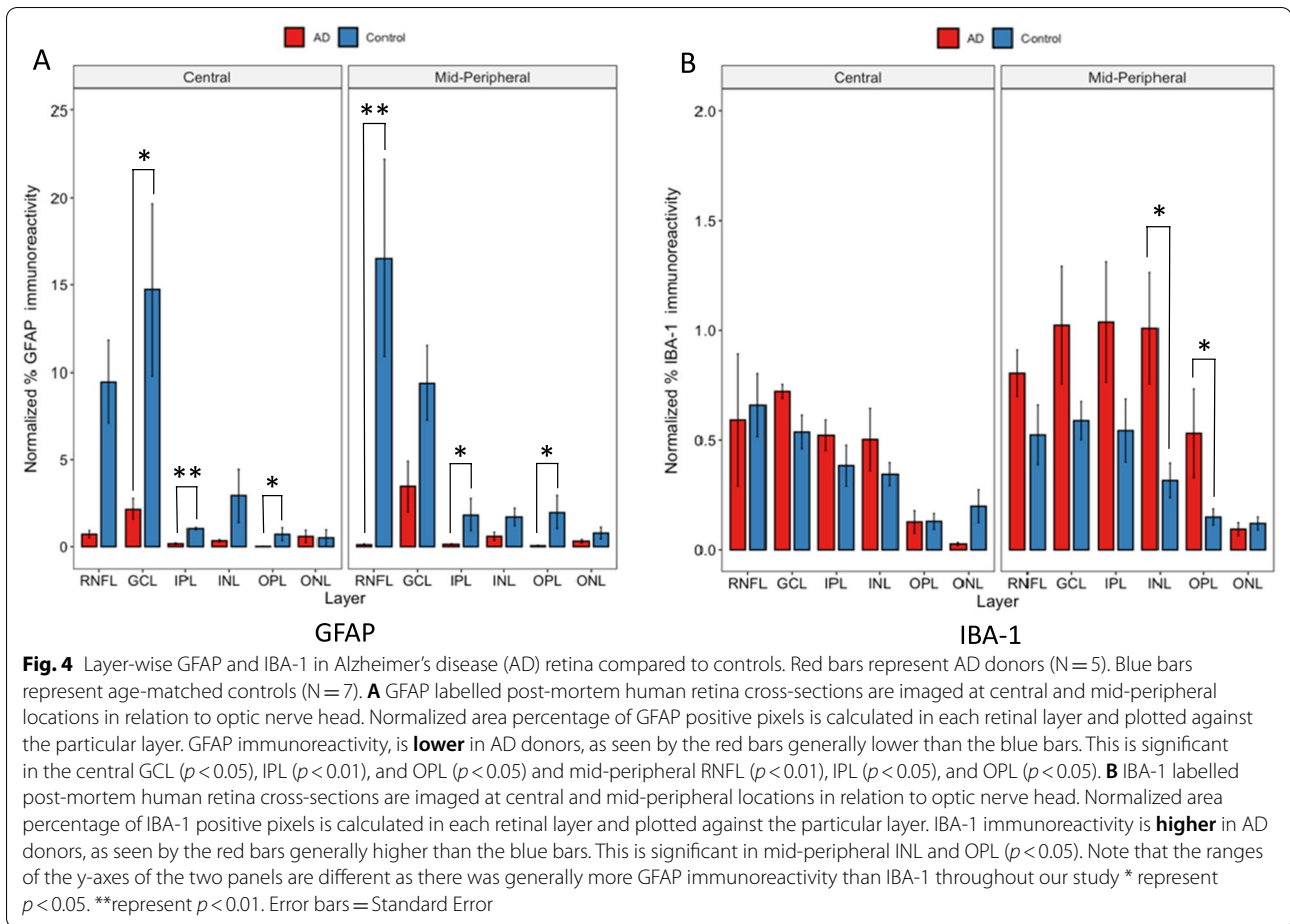 AD Control
A
Central Mid-Peripheral
Normalized % GFAP immunoreactivity
25
20
15
10
5
0
*
**
*
**
*
*
RNFL GCL IPL INL OPL ONL RNFL GCL IPL INL OPL ONL
Layer
GFAP
AD Control
B
Central Mid-Peripheral
Normalized % IBA-1 immunoreactivity
2.0
1.5
1.0
0.5
0.0
*
*
RNFL GCL IPL INL OPL ONL RNFL GCL IPL INL OPL ONL
Layer
IBA-1
Fig. 4 Layer-wise GFAP and IBA-1 in Alzheimer's disease (AD) retina compared to controls. Red bars represent AD donors (N = 5). Blue bars
represent age-matched controls (N = 7). A GFAP labelled post-mortem human retina cross-sections are imaged at central and mid-peripheral
locations in relation to optic nerve head. Normalized area percentage of GFAP positive pixels is calculated in each retinal layer and plotted against
the particular layer. GFAP immunoreactivity, is lower in AD donors, as seen by the red bars generally lower than the blue bars. This is significant
in the central GCL (p < 0.05), IPL (p < 0.01), and OPL (p < 0.05) and mid-peripheral RNFL (p < 0.01), IPL (p < 0.05), and OPL (p < 0.05). B IBA-1 labelled
post-mortem human retina cross-sections are imaged at central and mid-peripheral locations in relation to optic nerve head. Normalized area
percentage of IBA-1 positive pixels is calculated in each retinal layer and plotted against the particular layer. IBA-1 immunoreactivity is higher in AD
donors, as seen by the red bars generally higher than the blue bars. This is significant in mid-peripheral INL and OPL (p < 0.05). Note that the ranges
of the y-axes of the two panels are different as there was generally more GFAP immunoreactivity than IBA-1 throughout our study * represent
p < 0.05. **represent p < 0.01. Error bars = Standard Error